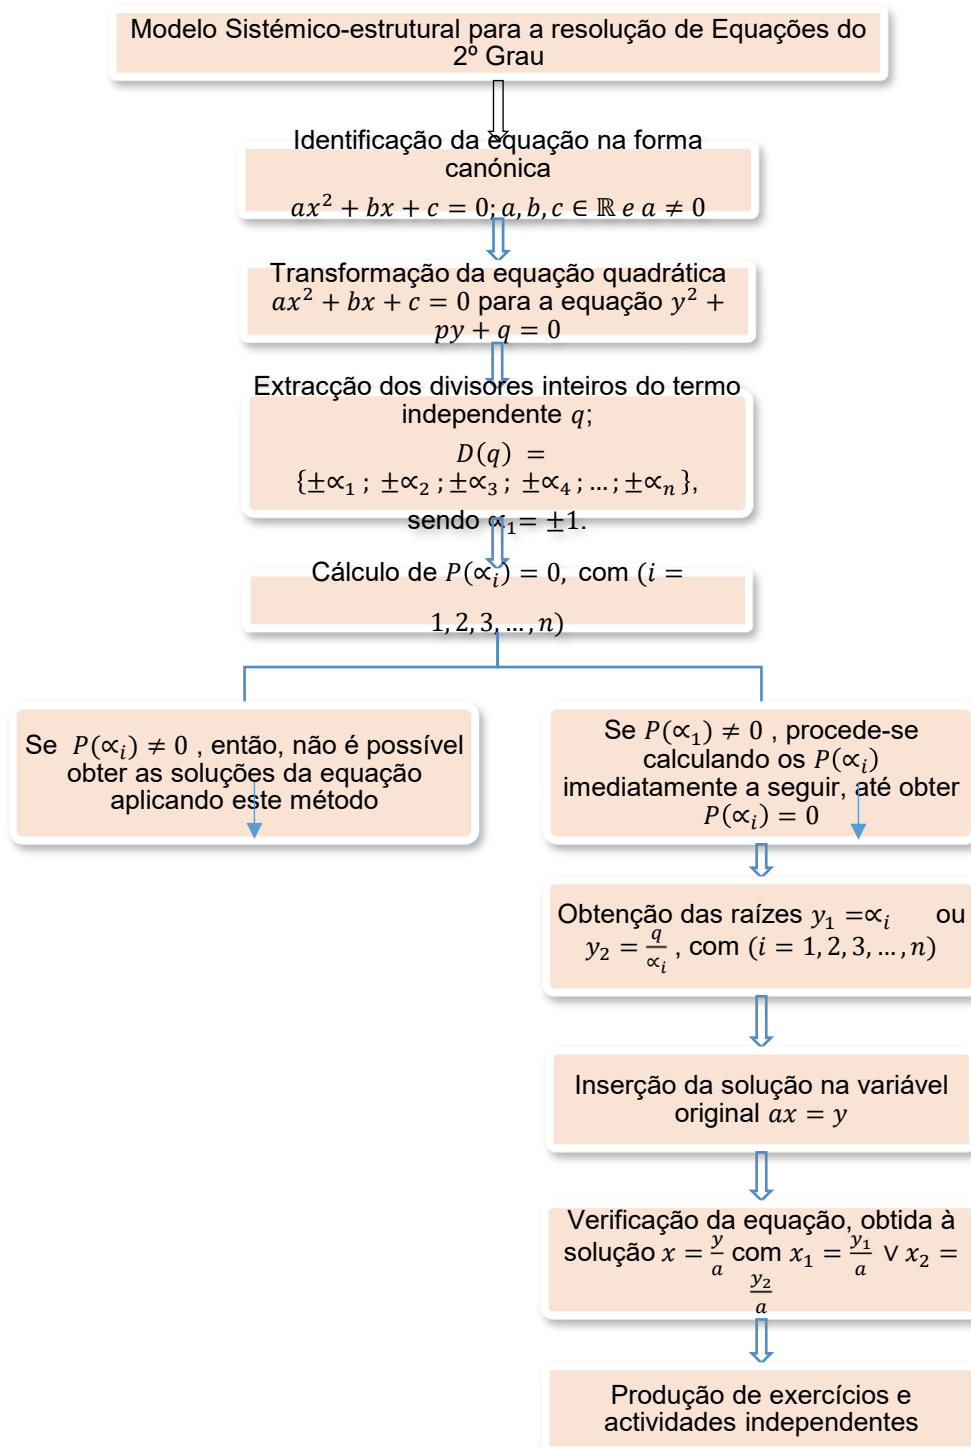 Modelo Sistémico-estrutural para a resolução de Equações do
2º Grau
Identificação da equação na forma
canónica
ax² + bx + c = 0; a, b, c ∈ ℝ e a ≠ 0
Transformação da equação quadrática
ax² + bx + c = 0 para a equação y² +
py + q = 0
Extracção dos divisores inteiros do termo
independente q;
D(q) =
{±∝₁ ; ±∝₂ ; ±∝₃ ; ±∝₄ ; … ; ±∝ₙ },
sendo ∝₁= ±1.
Cálculo de P(∝ᵢ) = 0, com (i =
1, 2, 3, … , n)
Se P(∝ᵢ) ≠ 0 , então, não é possível
obter as soluções da equação
aplicando este método
Se P(∝₁) ≠ 0 , procede-se
calculando os P(∝ᵢ)
imediatamente a seguir, até obter
P(∝ᵢ) = 0
Obtenção das raízes y₁ =∝ᵢ ou
y₂ = q/∝ᵢ , com (i = 1, 2, 3, … , n)
Inserção da solução na variável
original ax = y
Verificação da equação, obtida à
solução x = y/a com x₁ = y₁/a ∨ x₂ =
y₂/a
Produção de exercícios e
actividades independentes